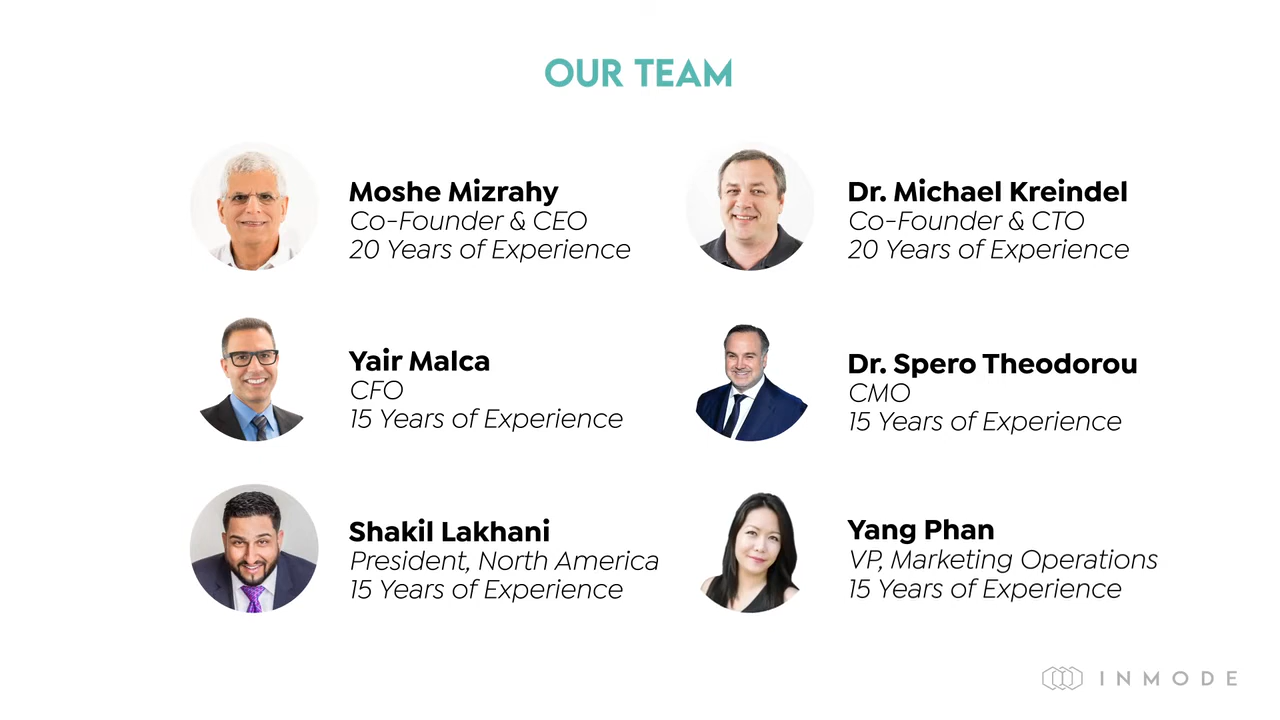 OUR TEAM
Moshe Mizrahy
Co-Founder & CEO
20 Years of Experience
Dr. Michael Kreindel
Co-Founder & CTO
20 Years of Experience
Yair Malca
CFO
15 Years of Experience
Dr. Spero Theodorou
CMO
15 Years of Experience
Shakil Lakhani
President, North America
15 Years of Experience
Yang Phan
VP, Marketing Operations
15 Years of Experience
INMODE